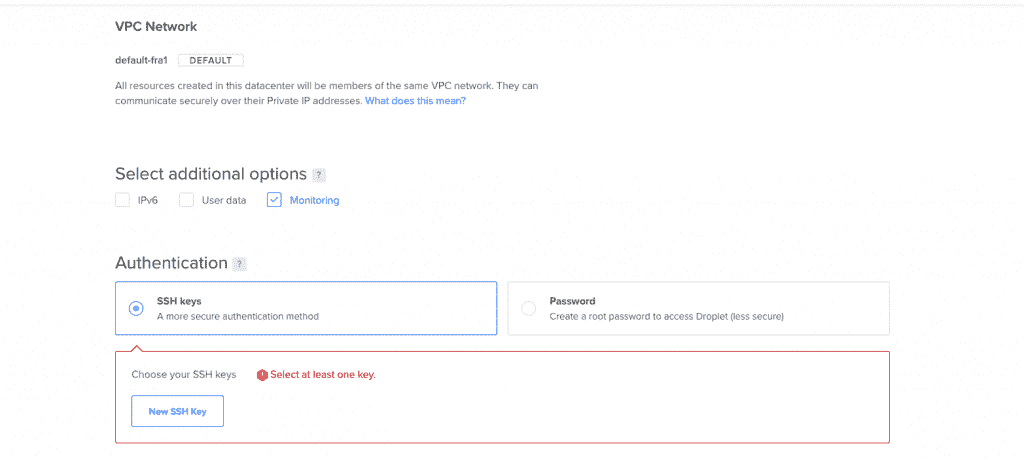 VPC Network
default-fra1 DEFAULT
All resources created in this datacenter will be members of the same VPC network. They can
communicate securely over their Private IP addresses. What does this mean?
Select additional options ?
IPv6 User data Monitoring
Authentication ?
SSH keys
A more secure authentication method
Password
Create a root password to access Droplet (less secure)
Choose your SSH keys ! Select at least one key.
New SSH Key